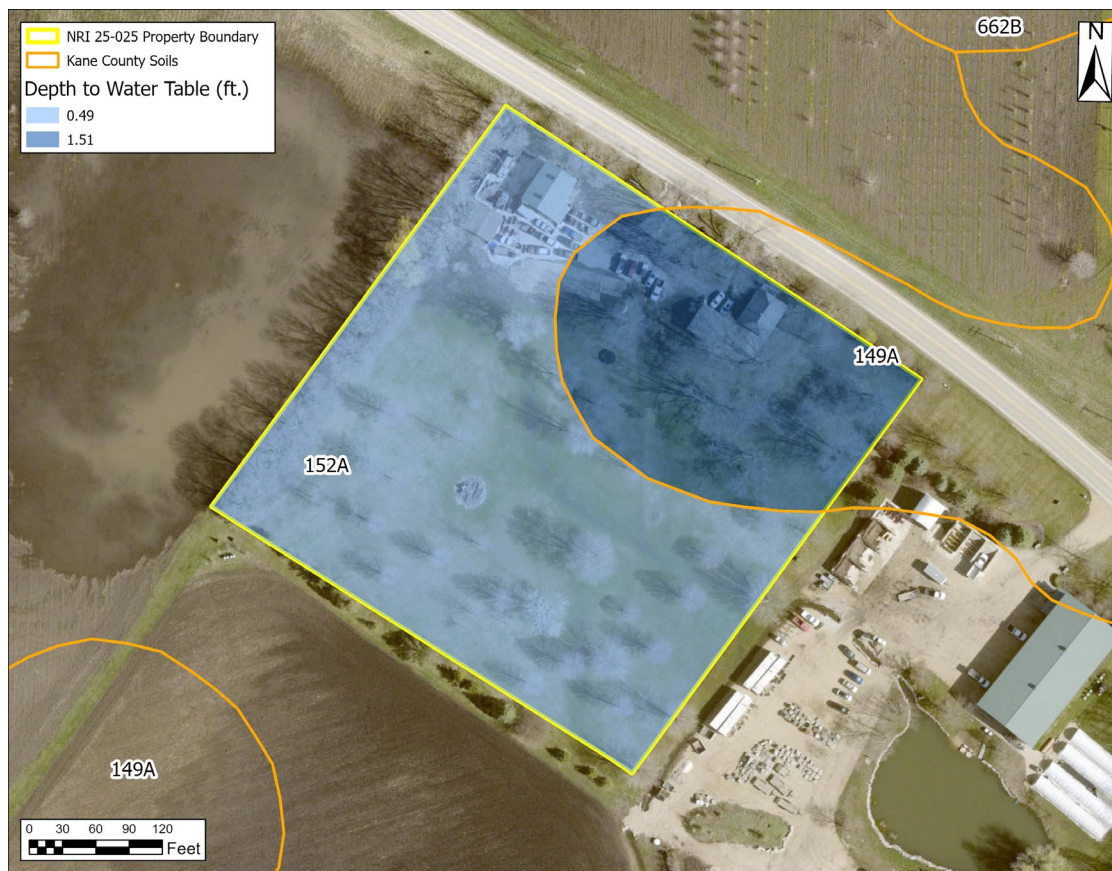 NRI 25-025 Property Boundary
Kane County Soils
Depth to Water Table (ft.)
0.49
1.51
662B
N
149A
152A
149A
0 30 60 90 120
Feet